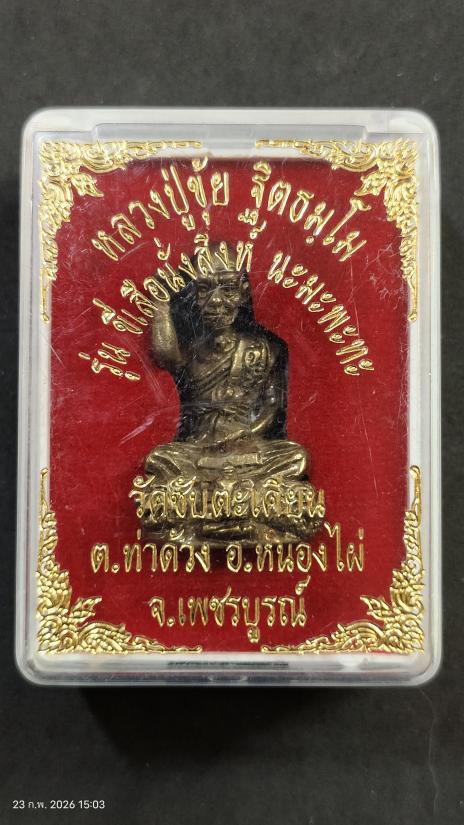 หลวงปู่ขุ้ย ฐิตธมฺโม
รุ่น ขี่เสือนั่งสิงห์ นะมะพะทะ
วัดซับตะเคียน
ต.ท่าด้วง อ.หนองไผ่
จ.เพชรบูรณ์
23 ก.พ. 2026 15:03